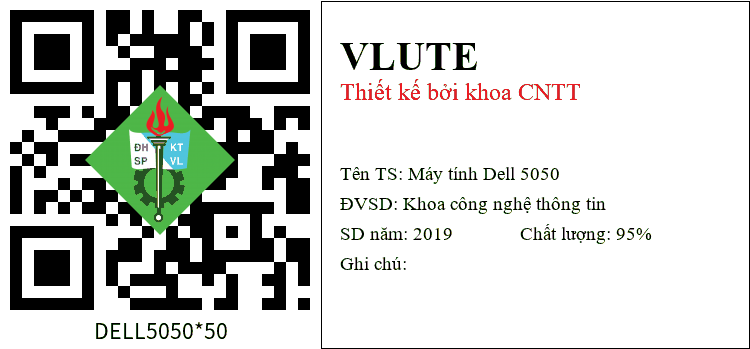 ĐH KT
SP VL
DELL5050*50
VLUTE
Thiết kế bởi khoa CNTT
Tên TS: Máy tính Dell 5050
ĐVSD: Khoa công nghệ thông tin
SD năm: 2019 Chất lượng: 95%
Ghi chú: